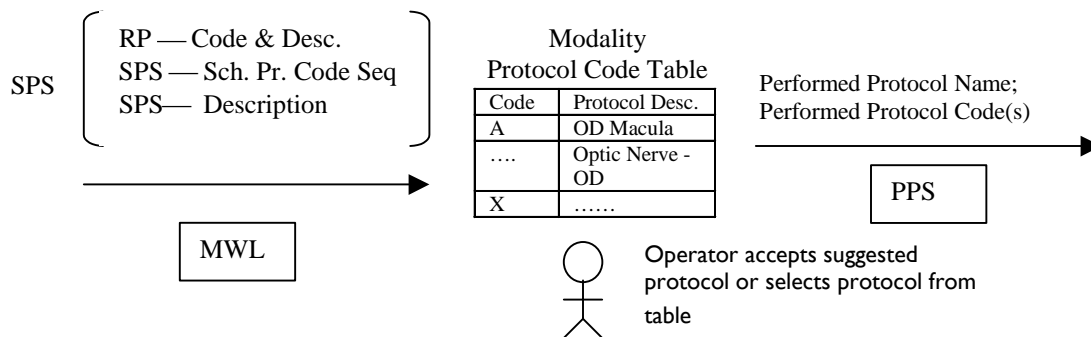 SPS
RP — Code & Desc.
SPS — Sch. Pr. Code Seq
SPS— Description
MWL
Modality
Protocol Code Table
Code Protocol Desc.
A OD Macula
…. Optic Nerve -
OD
X ……
Operator accepts suggested
protocol or selects protocol from
table
Performed Protocol Name;
Performed Protocol Code(s)
PPS